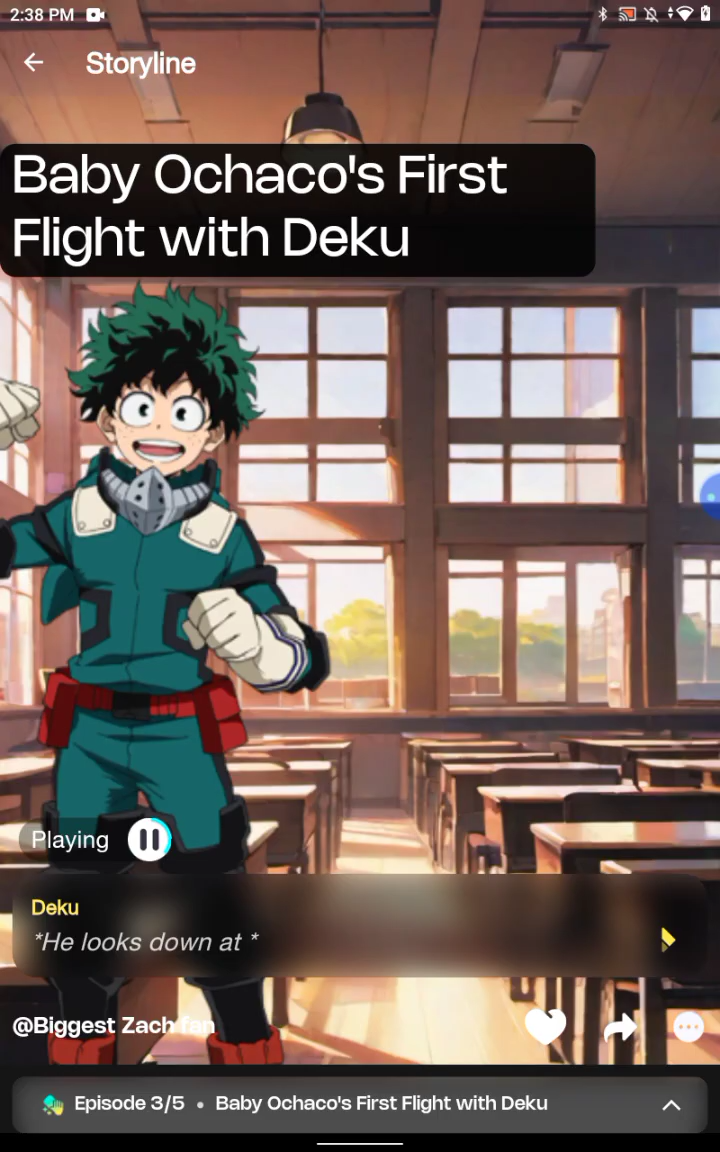 2:38 PM
Storyline
Baby Ochaco's First
Flight with Deku
Playing
Deku
*He looks down at *
@Biggest Zach fan
Episode 3/5 • Baby Ochaco's First Flight with Deku